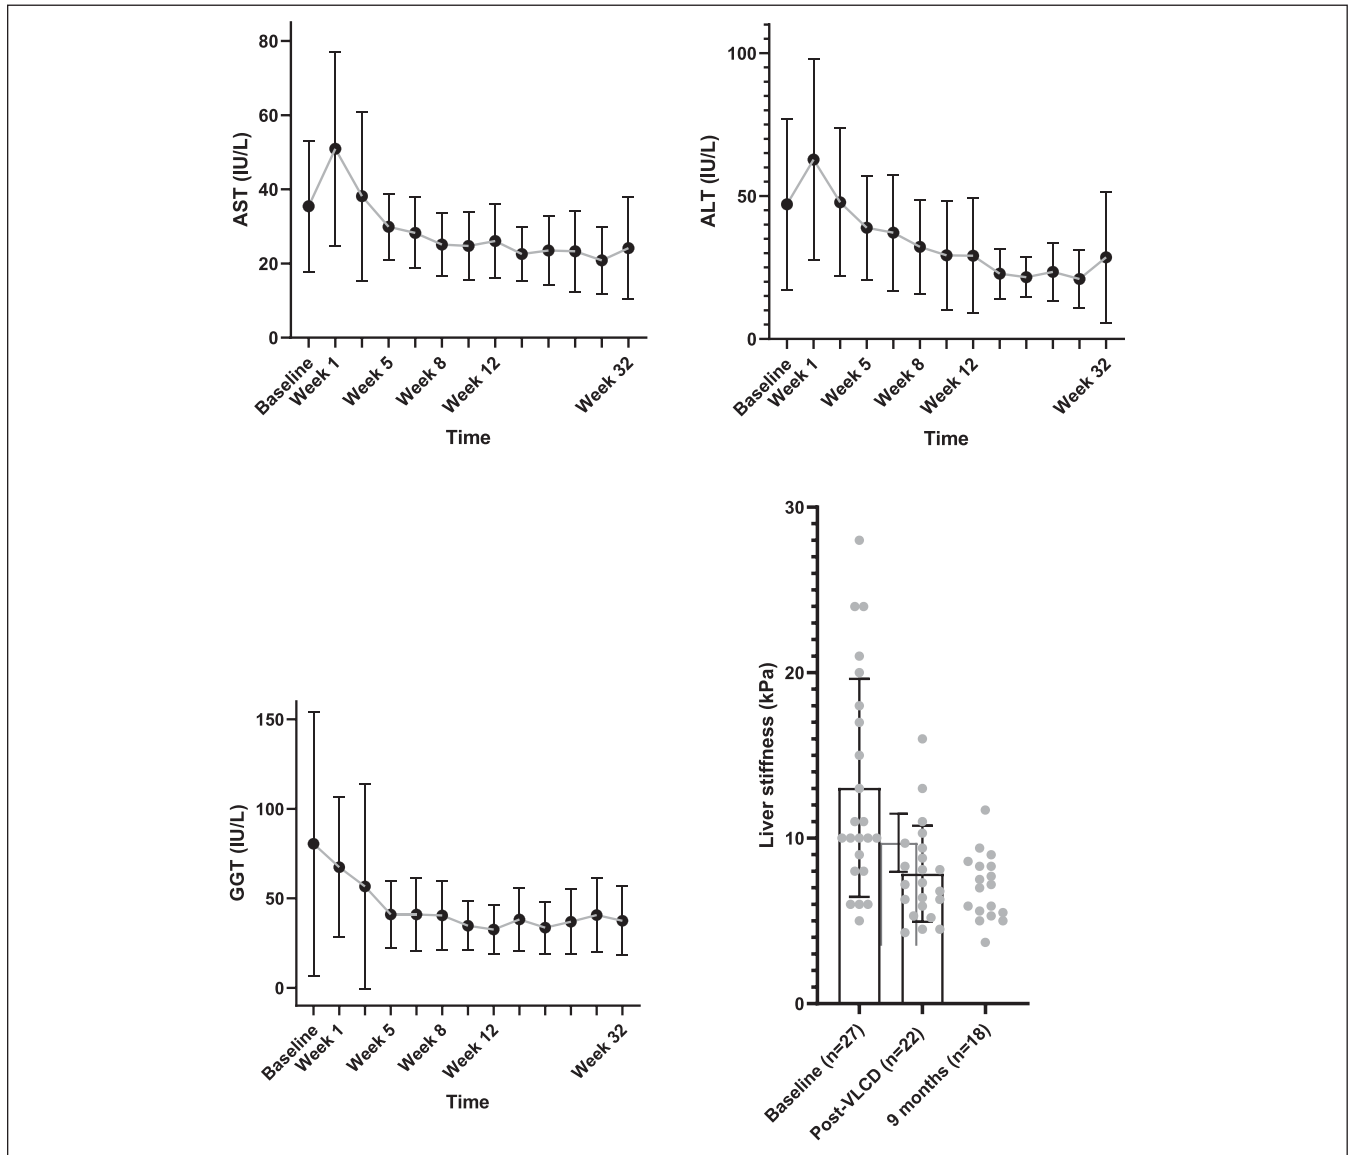 AST (IU/L)
80
60
40
20
0
Baseline
Week 1
Week 5
Week 8
Week 12
Week 32
Time
ALT (IU/L)
100
50
0
Baseline
Week 1
Week 5
Week 8
Week 12
Week 32
Time
GGT (IU/L)
150
100
50
0
Baseline
Week 1
Week 5
Week 8
Week 12
Week 32
Time
Liver stiffness (kPa)
30
20
10
0
Baseline (n=27)
Post-VLCD (n=22)
9 months (n=18)